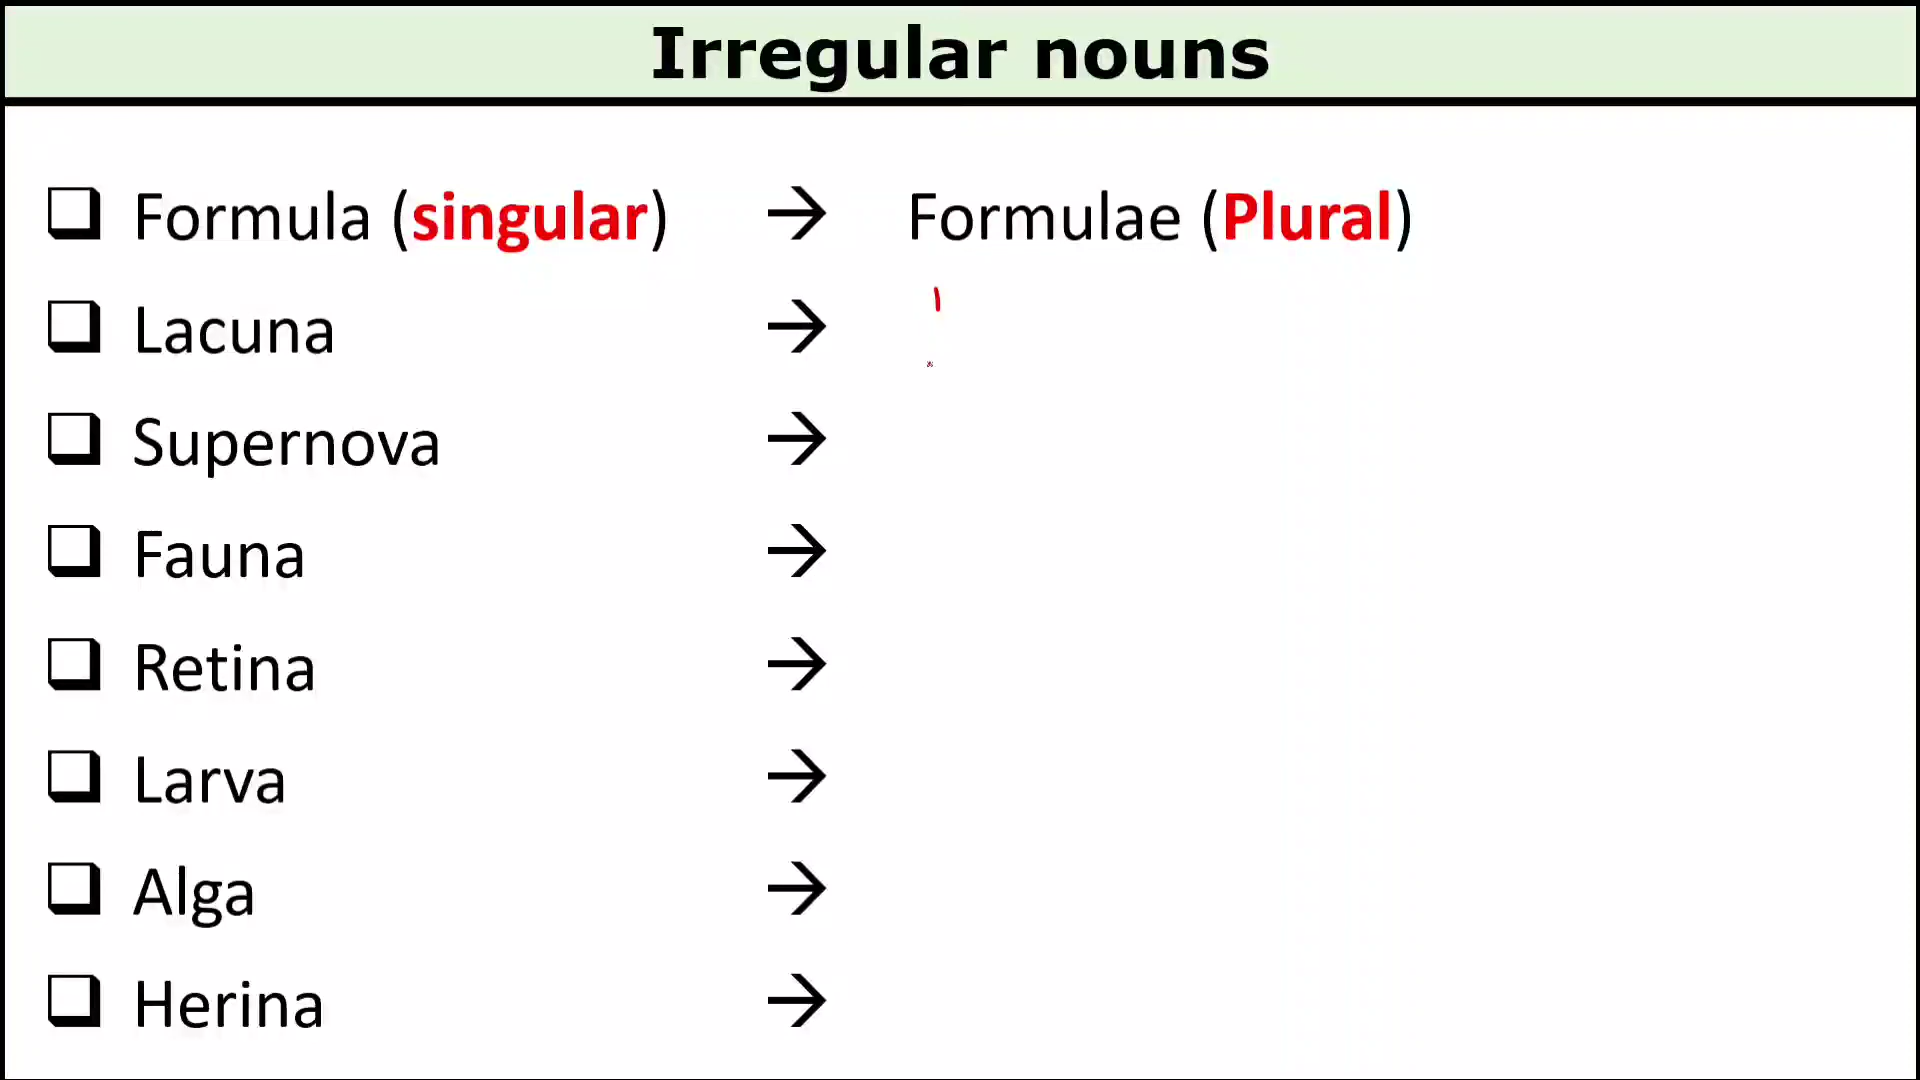 Irregular nouns
Formula (singular) → Formulae (Plural)
Lacuna →
Supernova →
Fauna →
Retina →
Larva →
Alga →
Herina →